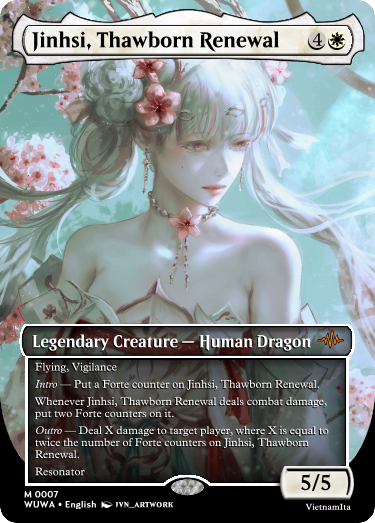 Jinhsi, Thawborn Renewal 4
Legendary Creature — Human Dragon
Flying, Vigilance
Intro — Put a Forte counter on Jinhsi, Thawborn Renewal.
Whenever Jinhsi, Thawborn Renewal deals combat damage,
put two Forte counters on it.
Outro — Deal X damage to target player, where X is equal to
twice the number of Forte counters on Jinhsi, Thawborn
Renewal.
Resonator
5/5
M 0007
WUWA • English JVN_ARTWORK
VietnamIta